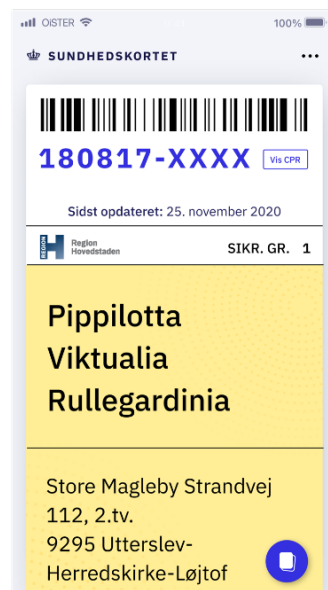 OiSTER 100%
SUNDHEDSKORTET
180817-XXXX Vis CPR
Sidst opdateret: 25. november 2020
REGION Region
Hovedstaden SIKR. GR. 1
Pippilotta
Viktualia
Rullegardinia
Store Magleby Strandvej
112, 2.tv.
9295 Utterslev-
Herredskirke-Løjtof